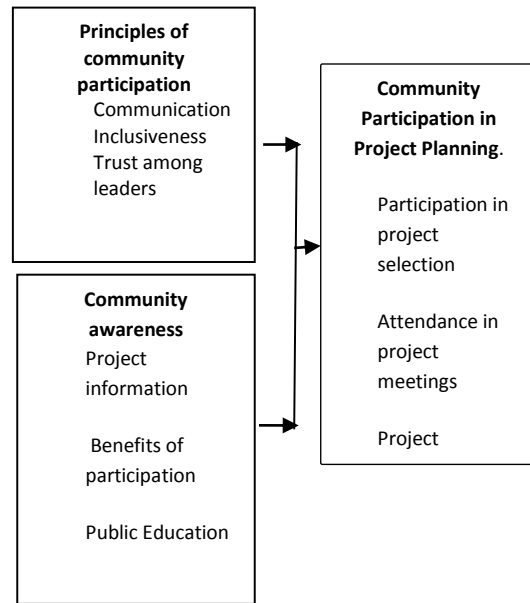 Principles of
community
participation
Communication
Inclusiveness
Trust among
leaders
Community
awareness
Project
information
Benefits of
participation
Public Education
Community
Participation in
Project Planning.
Participation in
project
selection
Attendance in
project
meetings
Project